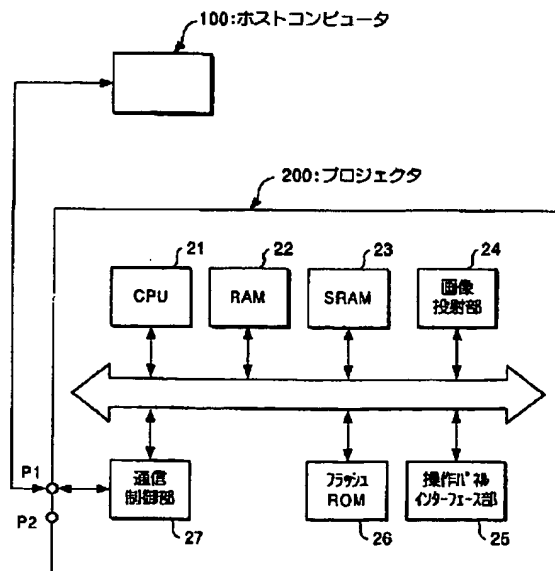 100:ホストコンピュータ
200:プロジェクタ
21
22
23
24
CPU
RAM
SRAM
画像
投射部
P1
P2
通信
制御部
フラッシュ
ROM
操作パネル
インターフェース部
27
26
25